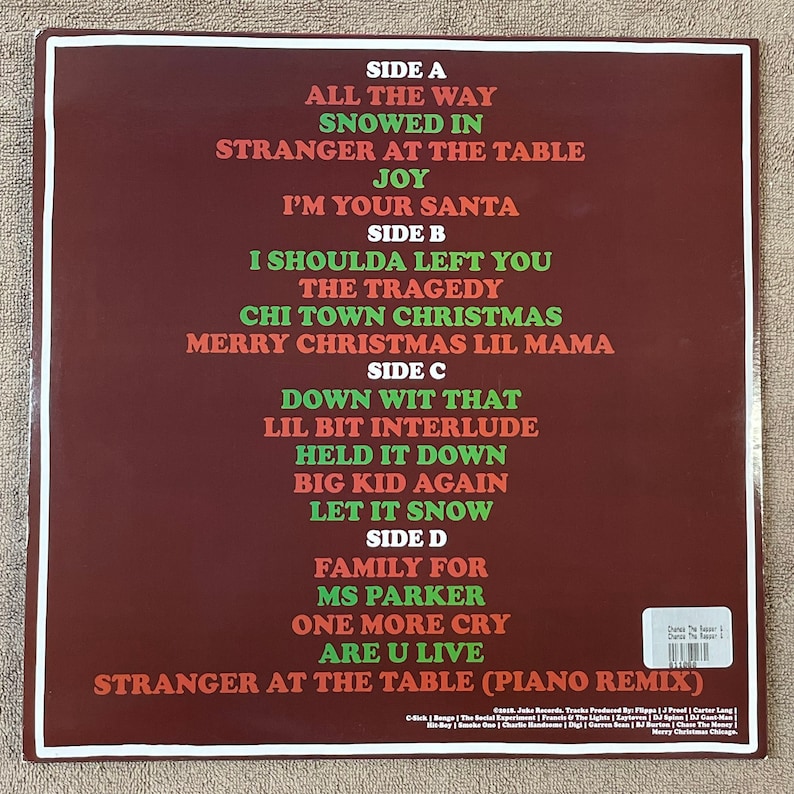 SIDE A
ALL THE WAY
SNOWED IN
STRANGER AT THE TABLE
JOY
I'M YOUR SANTA
SIDE B
I SHOULDA LEFT YOU
THE TRAGEDY
CHI TOWN CHRISTMAS
MERRY CHRISTMAS LIL MAMA
SIDE C
DOWN WIT THAT
LIL BIT INTERLUDE
HELD IT DOWN
BIG KID AGAIN
LET IT SNOW
SIDE D
FAMILY FOR
MS PARKER
ONE MORE CRY
ARE U LIVE
STRANGER AT THE TABLE (PIANO REMIX)
Chance The Rapper &
Chance The Rapper &
011060
©2018. Juke Records. Tracks Produced By: Flippa | J Proof | Carter Lang |
C-Sick | Bongo | The Social Experiment | Francis & The Lights | Zaytoven | DJ Spinn | DJ Gant-Man |
Hit-Boy | Smoke Ono | Charlie Handsome | Digi | Garren Sean | BJ Burton | Chase The Money |
Merry Christmas Chicago.